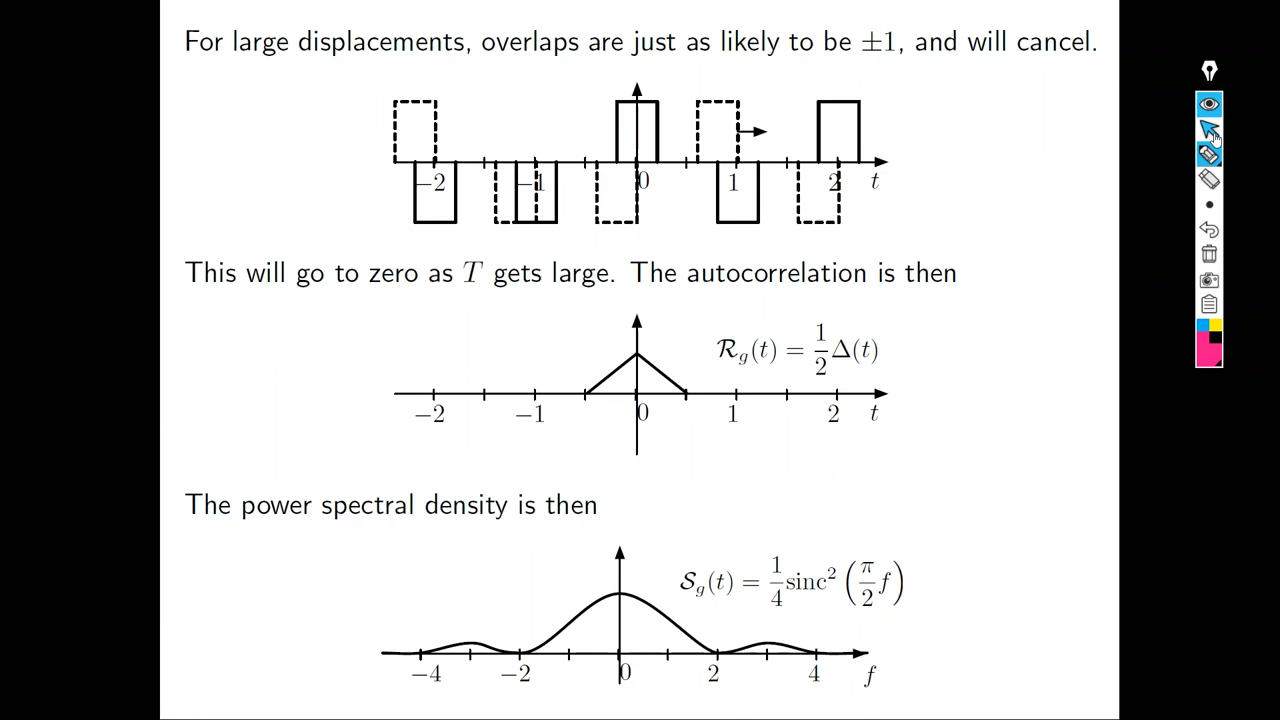 For large displacements, overlaps are just as likely to be ±1, and will cancel.
−2 −1 0 1 2 t
This will go to zero as T gets large. The autocorrelation is then
ℛg(t) = 1/2 Δ(t)
−2 −1 0 1 2 t
The power spectral density is then
𝒮g(t) = 1/4 sinc² (π/2 f)
−4 −2 0 2 4 f